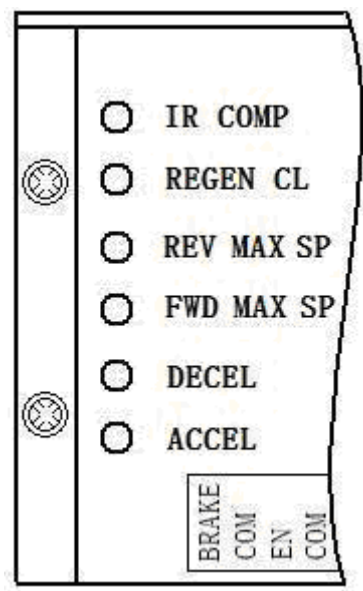 IR COMP
REGEN CL
REV MAX SP
FWD MAX SP
DECEL
ACCEL
BRAKE
COM
EN
COM